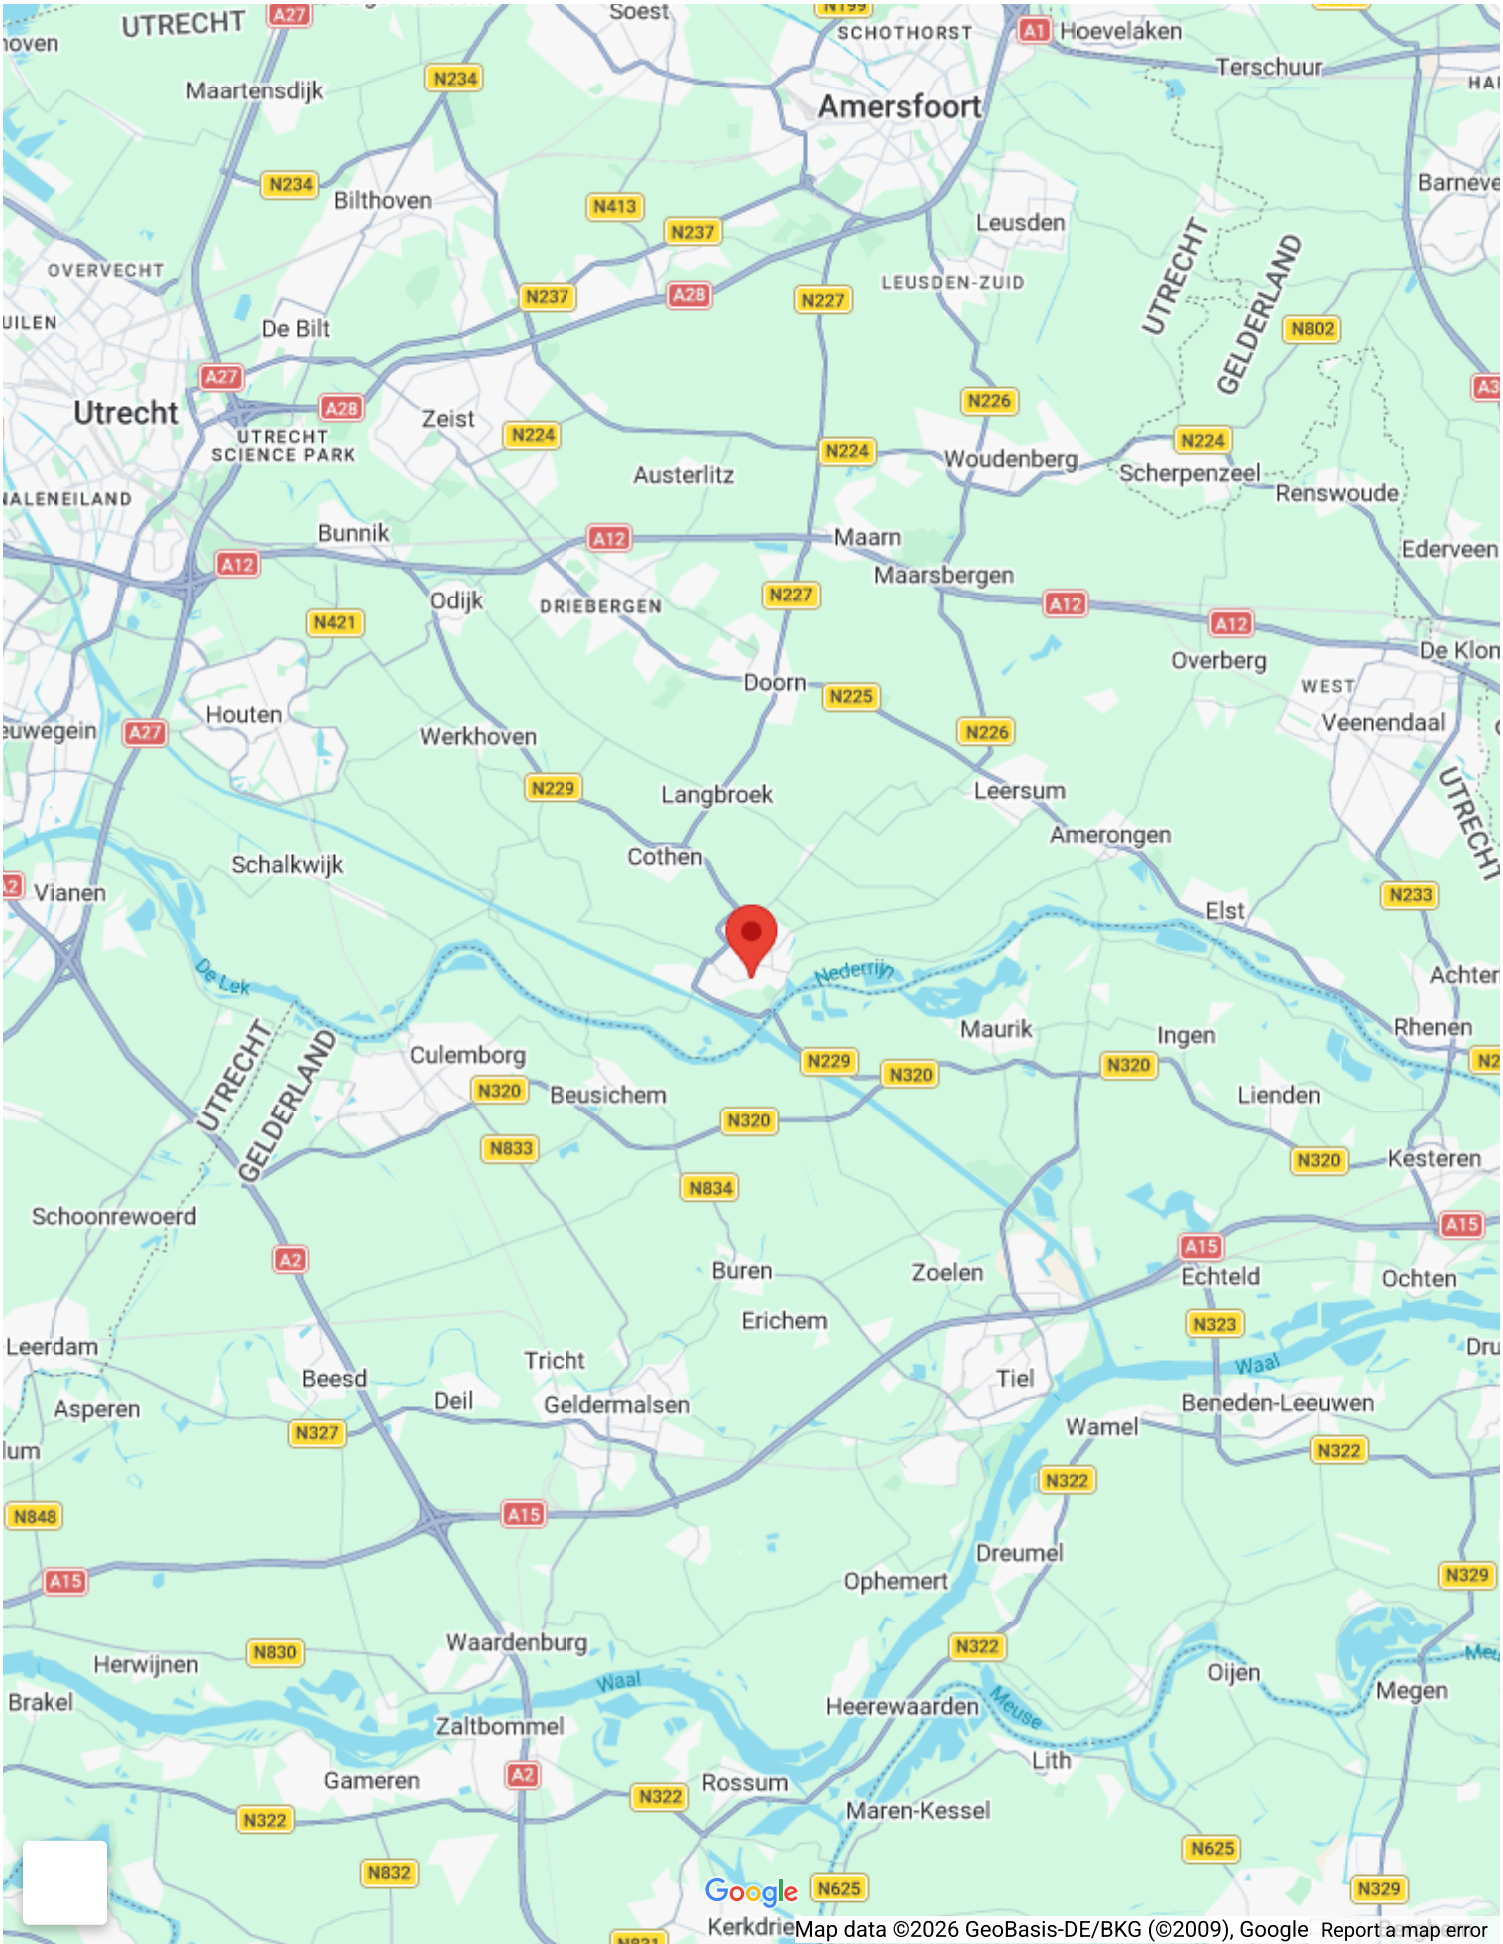 UTRECHT
A27
Soest
N199
SCHOTHORST
A1
Hoevelaken
Terschuur
Maartensdijk
N234
Amersfoort
N234
Bilthoven
N413
N237
Leusden
OVERVECHT
N237
A28
N227
LEUSDEN-ZUID
UTRECHT
GELDERLAND
De Bilt
N802
A27
A28
Utrecht
Zeist
N224
N226
UTRECHT
SCIENCE PARK
Austerlitz
N224
Woudenberg
N224
Scherpenzeel
Renswoude
Bunnik
A12
A12
Maarn
Ederveen
Maarsbergen
Odijk
DRIEBERGEN
N227
A12
A12
N421
Overberg
De Klom
WEST
Doorn
N225
Houten
A27
Werkhoven
N226
Veenendaal
N229
Langbroek
Leersum
UTRECHT
Amerongen
Cothen
Schalkwijk
Vianen
N233
Elst
De Lek
Nederrijn
Achter
Maurik
Ingen
Rhenen
UTRECHT
GELDERLAND
Culemborg
N229
N320
N320
N320
Beusichem
Lienden
N320
N833
N320
Kesteren
N834
Schoonrewoerd
A15
A15
A2
Buren
Zoelen
Echteld
Ochten
Erichem
N323
Leerdam
Tricht
Waal
Dru
Beesd
Tiel
Asperen
Deil
Geldermalsen
Beneden-Leeuwen
Wamel
N327
N322
N322
N848
A15
Dreumel
A15
Ophemert
N329
Waardenburg
N830
N322
Herwijnen
Oijen
Meu
Waal
Brakel
Heerewaarden
Meuse
Megen
Zaltbommel
Lith
A2
Gameren
Rossum
N322
N322
Maren-Kessel
N625
N832
Google
N625
N329
Kerkdrie
N831
Map data ©2026 GeoBasis-DE/BKG (©2009), Google
Report a map error